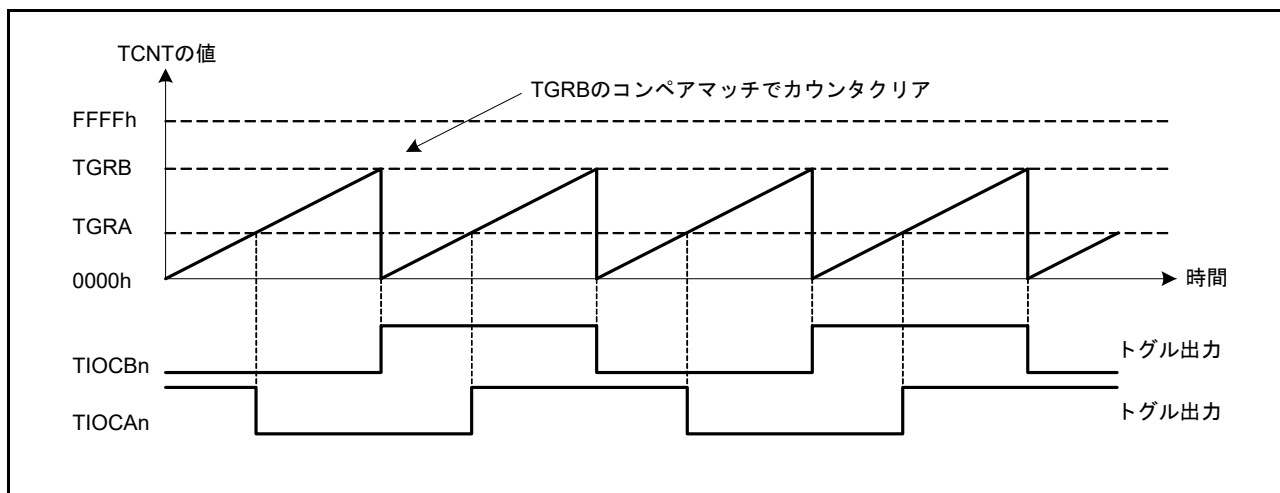 TCNTの値
TGRBのコンペアマッチでカウンタクリア
FFFFh
TGRB
TGRA
0000h
時間
TIOCBn
トグル出力
TIOCAn
トグル出力